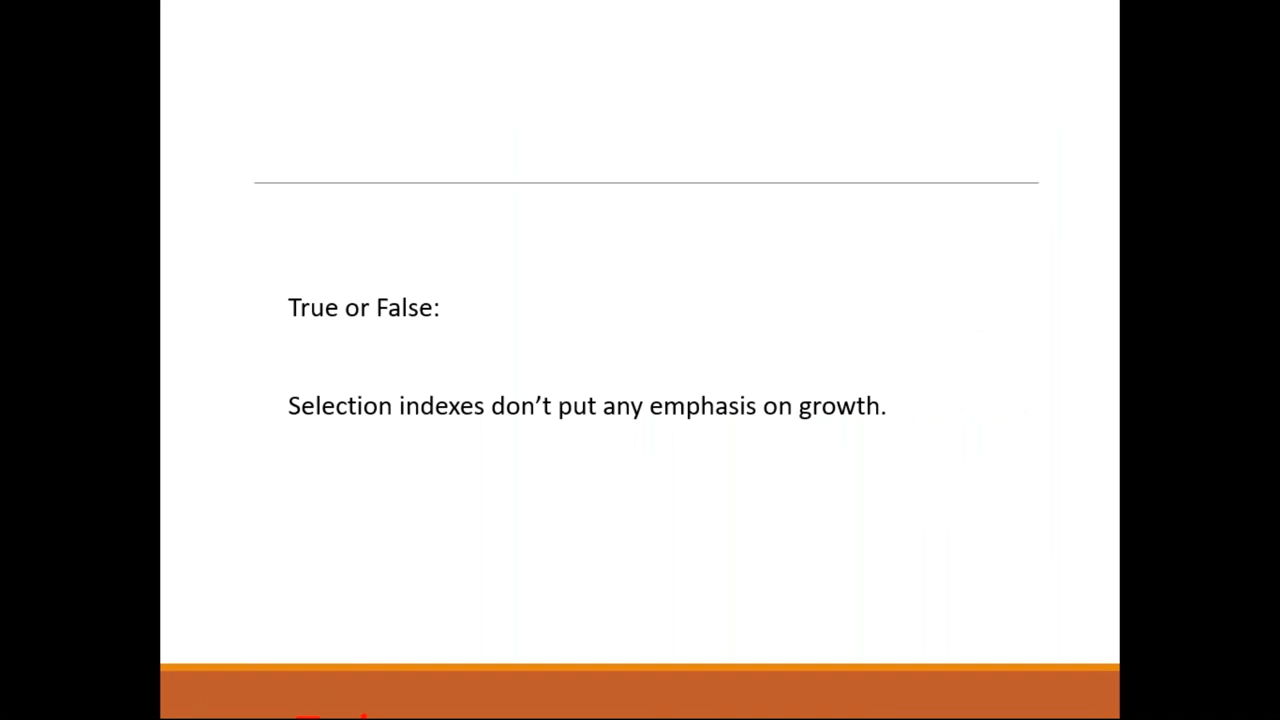 True or False:
Selection indexes don’t put any emphasis on growth.